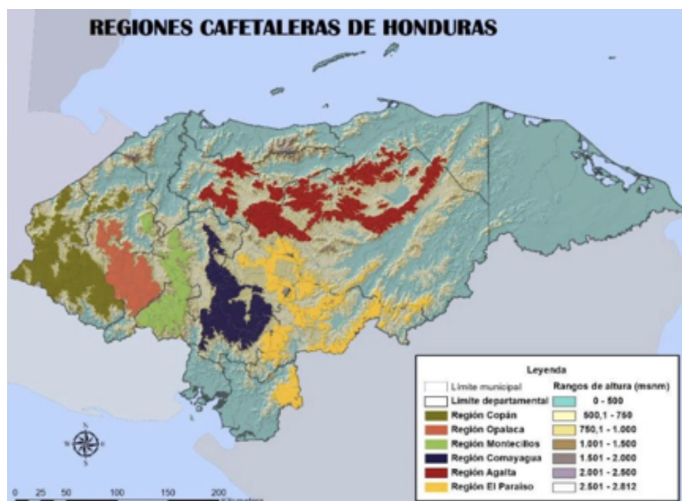 REGIONES CAFETALERAS DE HONDURAS
Leyenda
Límite municipal
Límite departamental
Región Copán
Región Opalaca
Región Montecillos
Región Comayagua
Región Agalta
Región El Paraíso
Rangos de altura (msnm)
0 - 500
500,1 - 750
750,1 - 1.000
1.001 - 1.500
1.501 - 2.000
2.001 - 2.500
2.501 - 2.812
0 25 50 100 150 200